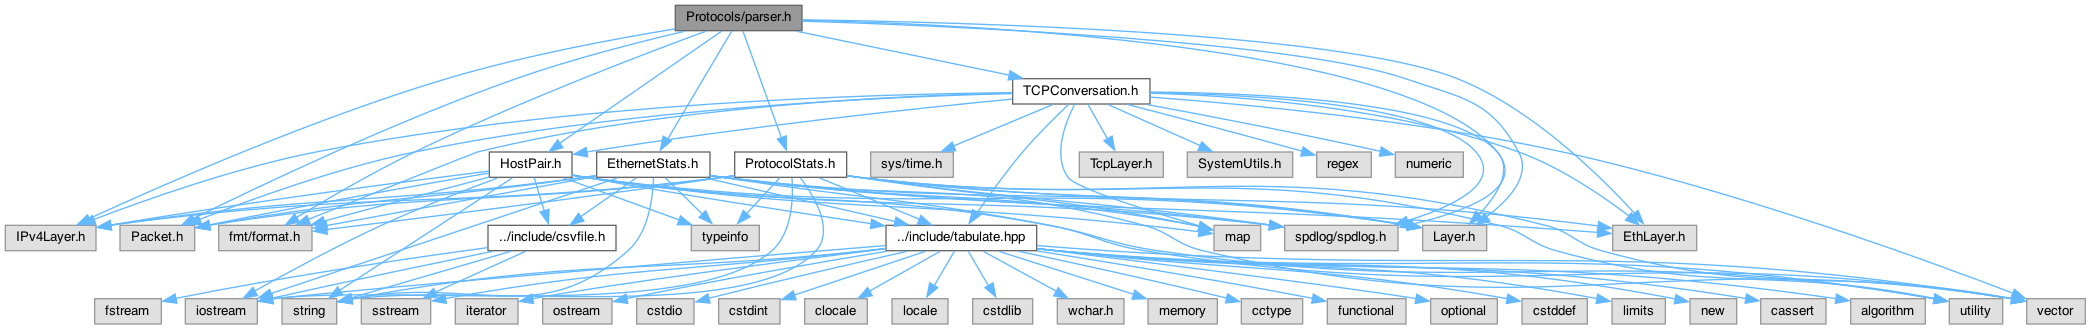 Protocols/parser.h
TCPConversation.h
HostPair.h
EthernetStats.h
ProtocolStats.h
sys/time.h
TcpLayer.h
SystemUtils.h
regex
numeric
IPv4Layer.h
Packet.h
fmt/format.h
../include/csvfile.h
typeinfo
../include/tabulate.hpp
map
spdlog/spdlog.h
Layer.h
EthLayer.h
fstream
iostream
string
sstream
iterator
ostream
cstdio
cstdint
clocale
locale
cstdlib
wchar.h
memory
cctype
functional
optional
cstddef
limits
new
cassert
algorithm
utility
vector